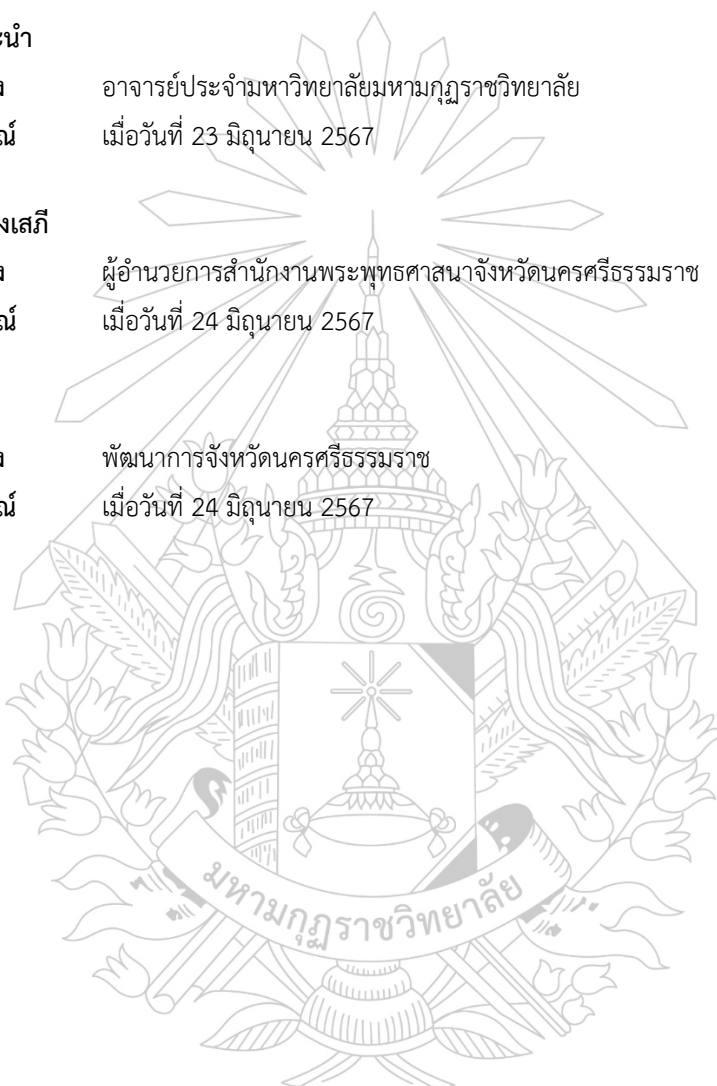 ะนำ
ง อาจารย์ประจำมหาวิทยาลัยมหามกุฏราชวิทยาลัย
ณ์ เมื่อวันที่ 23 มิถุนายน 2567
งเสภี
ง ผู้อำนวยการสำนักงานพระพุทธศาสนาจังหวัดนครศรีธรรมราช
ณ์ เมื่อวันที่ 24 มิถุนายน 2567
ง พัฒนาการจังหวัดนครศรีธรรมราช
ณ์ เมื่อวันที่ 24 มิถุนายน 2567
มหามกุฏราชวิทยาลัย